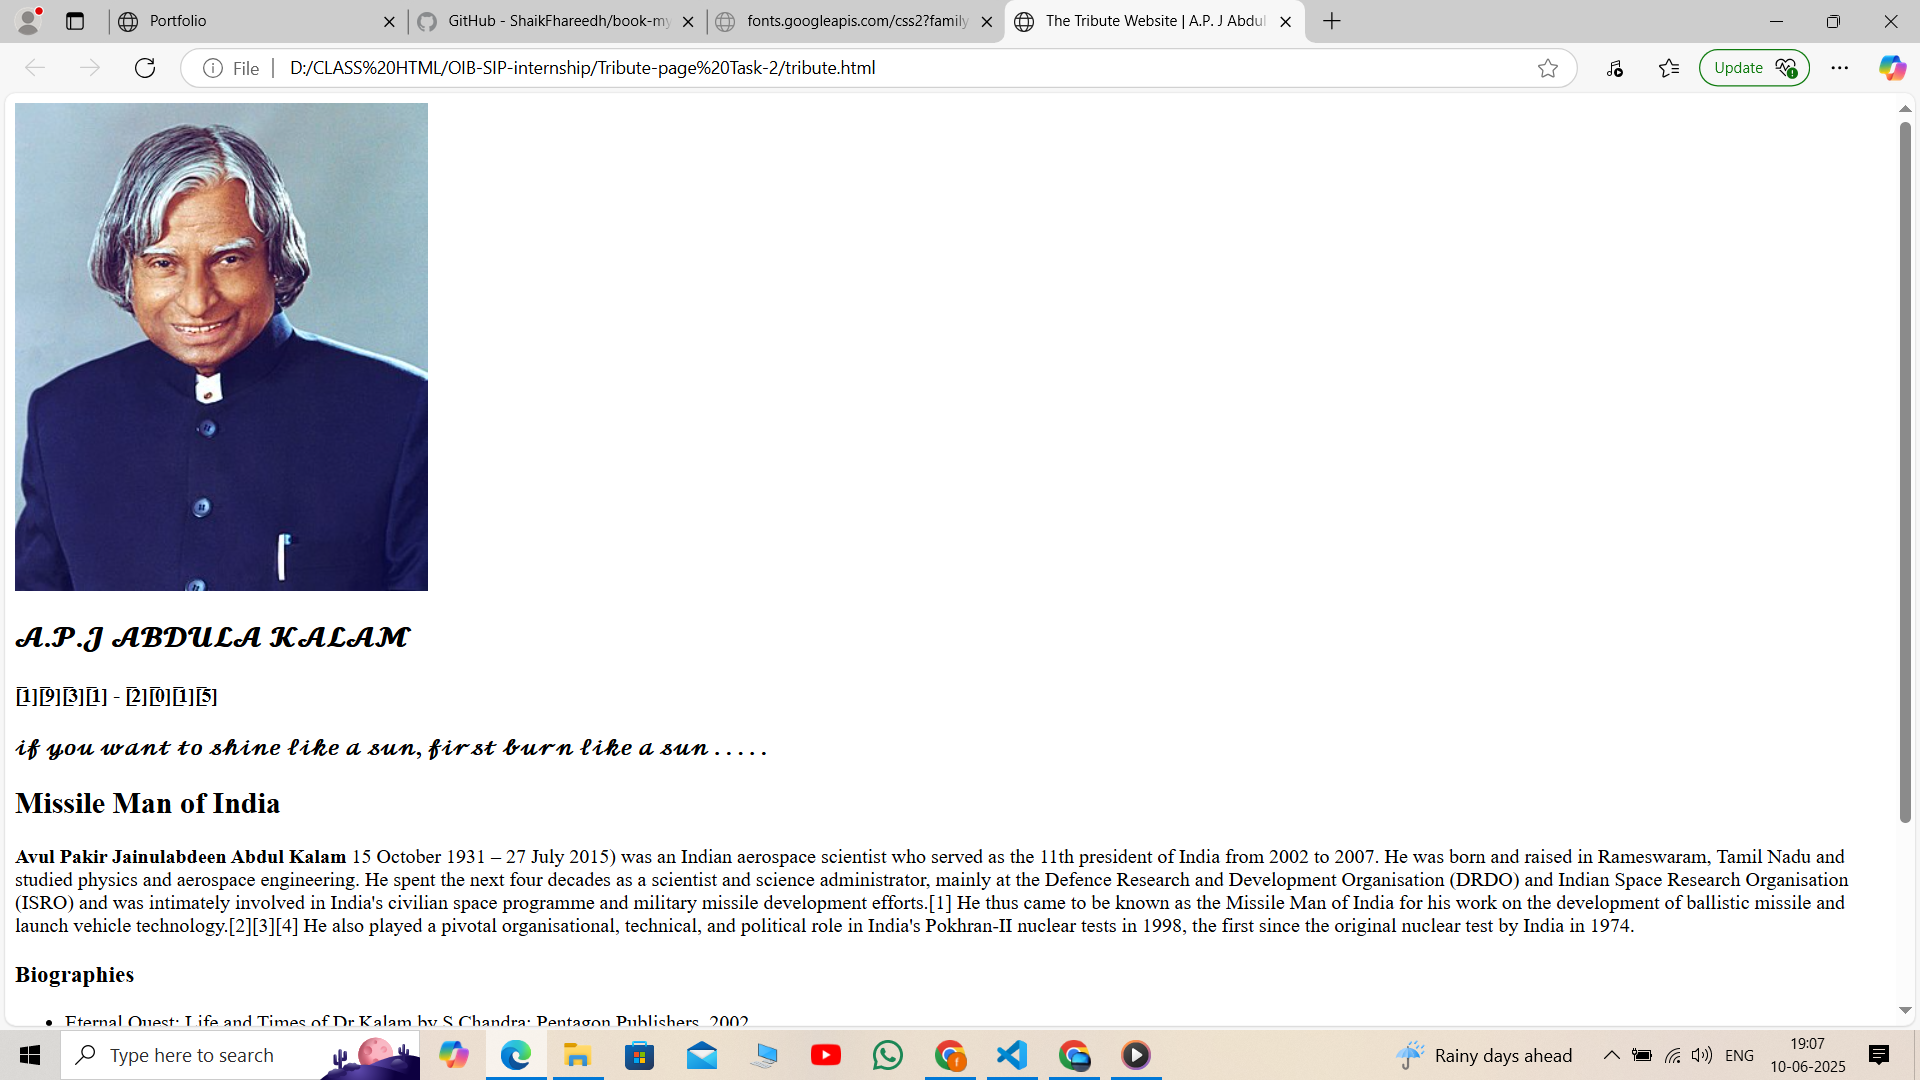 Portfolio
GitHub - ShaikFhareedh/book-my
fonts.googleapis.com/css2?family
The Tribute Website | A.P. J Abdul
File
D:/CLASS%20HTML/OIB-SIP-internship/Tribute-page%20Task-2/tribute.html
Update
A.P.J ABDULA KALAM
[1][9][3][1] - [2][0][1][5]
if you want to shine like a sun, first burn like a sun . . . . .
Missile Man of India
Avul Pakir Jainulabdeen Abdul Kalam 15 October 1931 – 27 July 2015) was an Indian aerospace scientist who served as the 11th president of India from 2002 to 2007. He was born and raised in Rameswaram, Tamil Nadu and
studied physics and aerospace engineering. He spent the next four decades as a scientist and science administrator, mainly at the Defence Research and Development Organisation (DRDO) and Indian Space Research Organisation
(ISRO) and was intimately involved in India's civilian space programme and military missile development efforts.[1] He thus came to be known as the Missile Man of India for his work on the development of ballistic missile and
launch vehicle technology.[2][3][4] He also played a pivotal organisational, technical, and political role in India's Pokhran-II nuclear tests in 1998, the first since the original nuclear test by India in 1974.
Biographies
• Eternal Quest: Life and Times of Dr Kalam by S Chandra; Pentagon Publishers, 2002
Type here to search
Rainy days ahead
ENG
19:07
10-06-2025